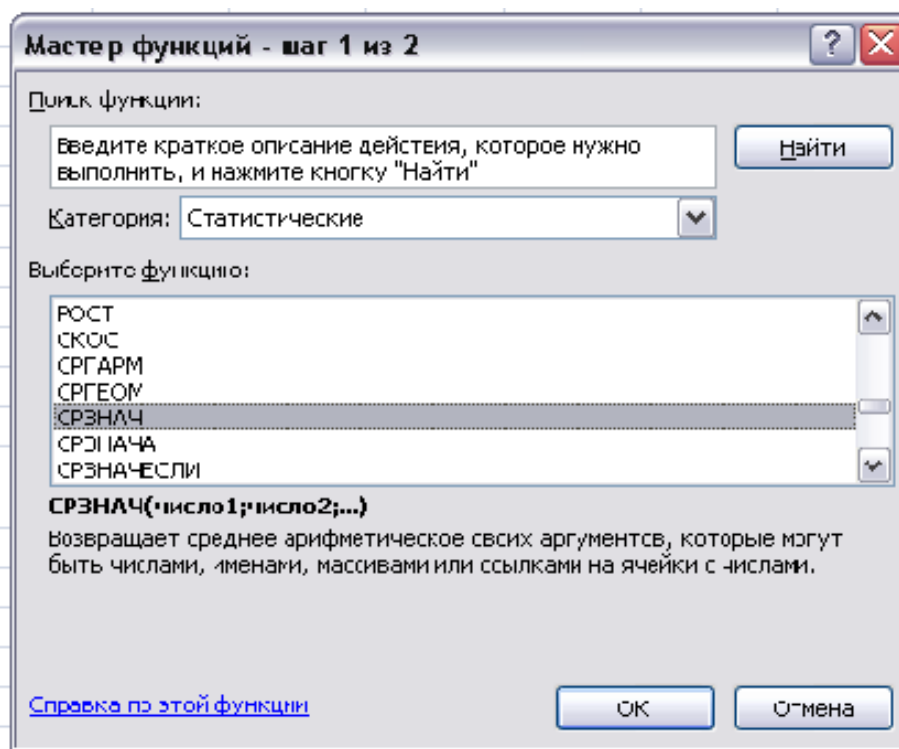 Мастер функций - шаг 1 из 2
Поиск функции:
Введите краткое описание действия, которое нужно
выполнить, и нажмите кнопку "Найти"
Найти
Категория: Статистические
Выберите функцию:
РОСТ
СКОС
СРГАРМ
СРГЕОМ
СРЗНАЧ
СРЗНАЧА
СРЗНАЧЕСЛИ
СРЗНАЧ(число1;число2;...)
Возвращает среднее арифметическое своих аргументов, которые могут
быть числами, именами, массивами или ссылками на ячейки с числами.
Справка по этой функции
ОК
Отмена